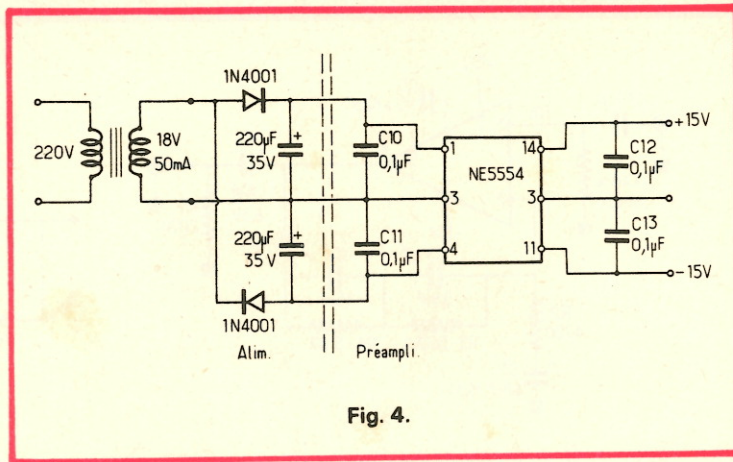 1N4001
220V
18V
50mA
220µF
35V
+
C10
0,1µF
1
14
+15V
NE5554
C12
0,1µF
3
3
220µF
35 V
+
C11
0,1µF
4
11
C13
0,1µF
-15V
1N4001
Alim.
Préampli.
Fig. 4.